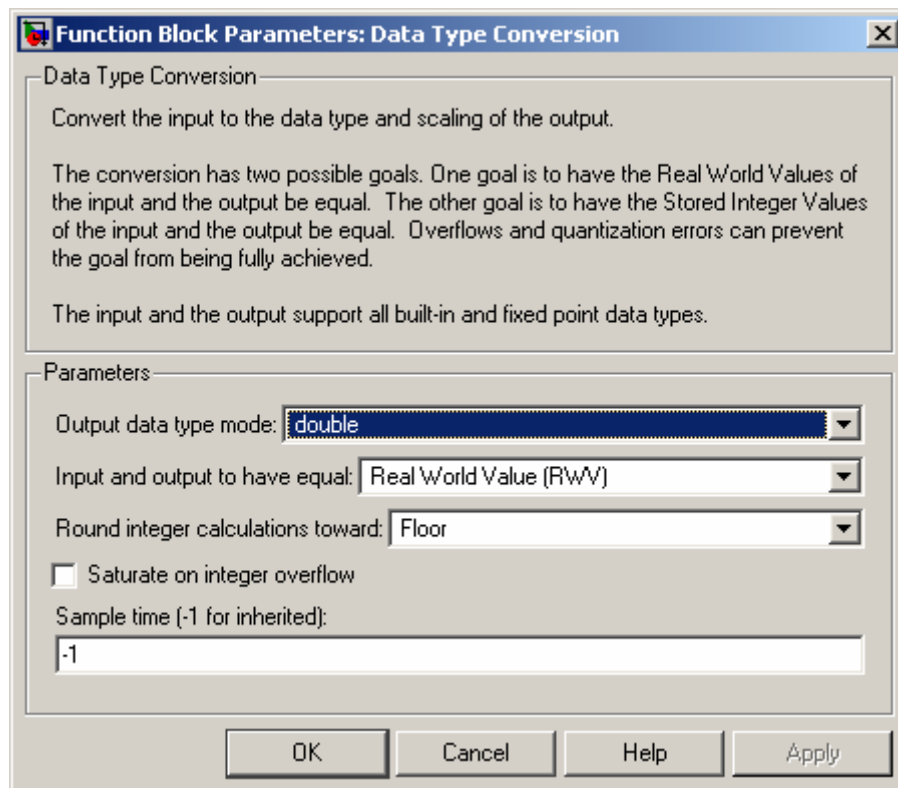 Function Block Parameters: Data Type Conversion
Data Type Conversion
Convert the input to the data type and scaling of the output.
The conversion has two possible goals. One goal is to have the Real World Values of
the input and the output be equal.  The other goal is to have the Stored Integer Values
of the input and the output be equal.  Overflows and quantization errors can prevent
the goal from being fully achieved.
The input and the output support all built-in and fixed point data types.
Parameters
Output data type mode: double
Input and output to have equal: Real World Value (RWV)
Round integer calculations toward: Floor
Saturate on integer overflow
Sample time (-1 for inherited):
-1
OK Cancel Help Apply